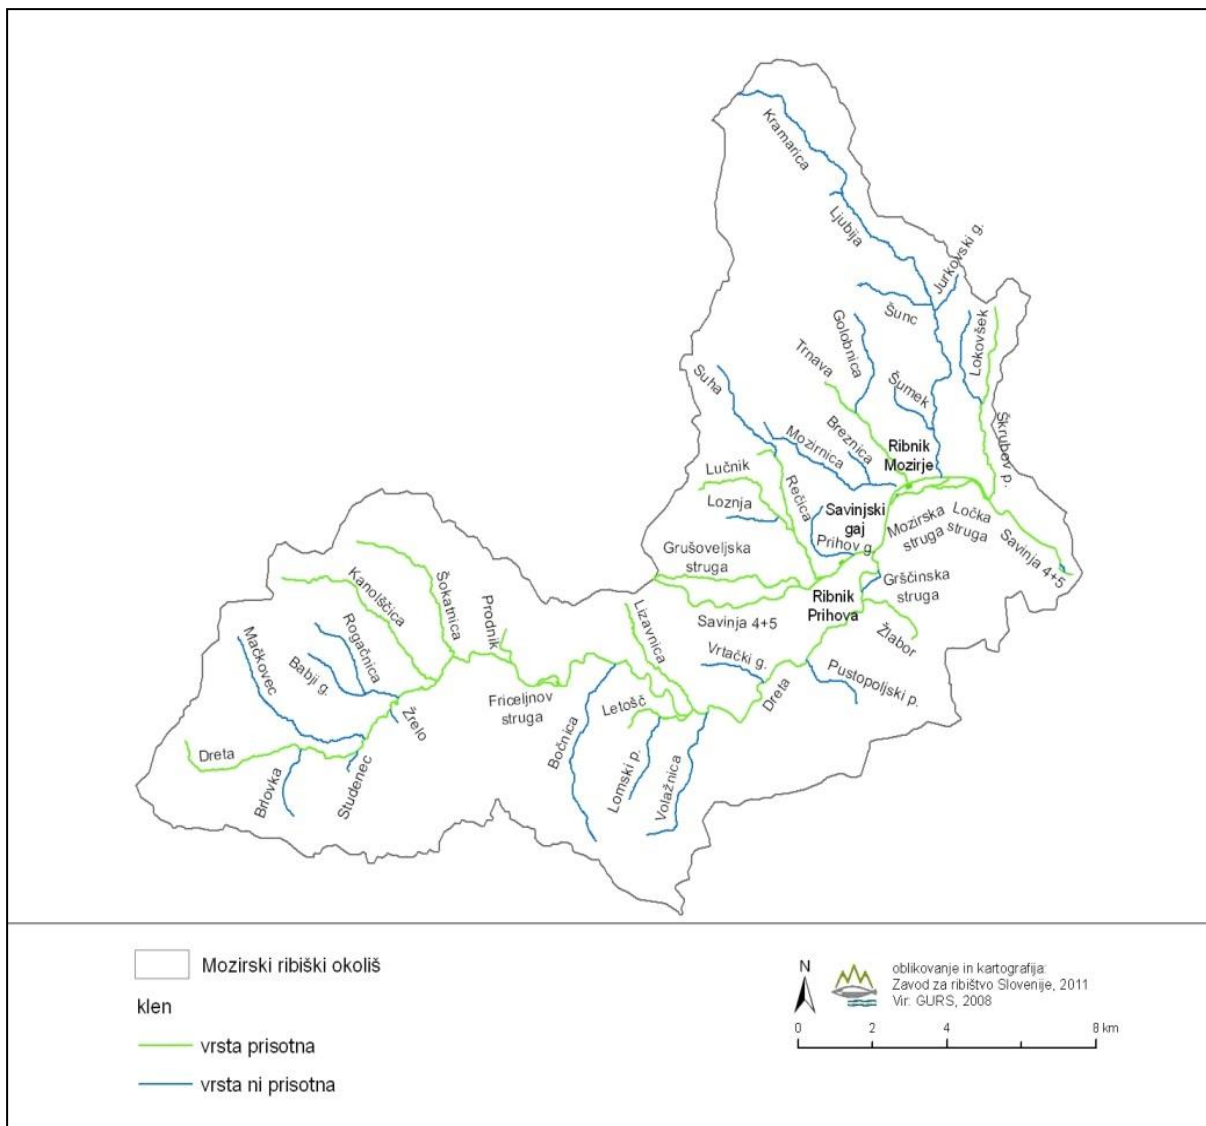 Kramarica
Ljubija
Jurkovski g.
Šunc
Golobnica
Lokovšek
Trnava
Suha
Šumek
Škrubov p.
Breznica
Mozirnica
Ribnik
Mozirje
Lučnik
Rečica
Loznja
Savinjski
gaj
Prihov g.
Mozirska
struga
Ločka
struga
Savinja 4+5
Grušoveljska
struga
Grščinska
struga
Ribnik
Prihova
Savinja 4+5
Žlabor
Kanolščica
Šokatnica
Prodnik
Lizavnica
Vrtački g.
Pustopoljski p.
Mačkovec
Rogačnica
Babji g.
Žrelo
Friceljnov
struga
Letošč
Dreta
Bočnica
Dreta
Brlovka
Studenec
Lomski p.
Volažnica
Mozirski ribiški okoliš
klen
vrsta prisotna
vrsta ni prisotna
N
oblikovanje in kartografija:
Zavod za ribištvo Slovenije, 2011
Vir: GURS, 2008
0 2 4 8 km